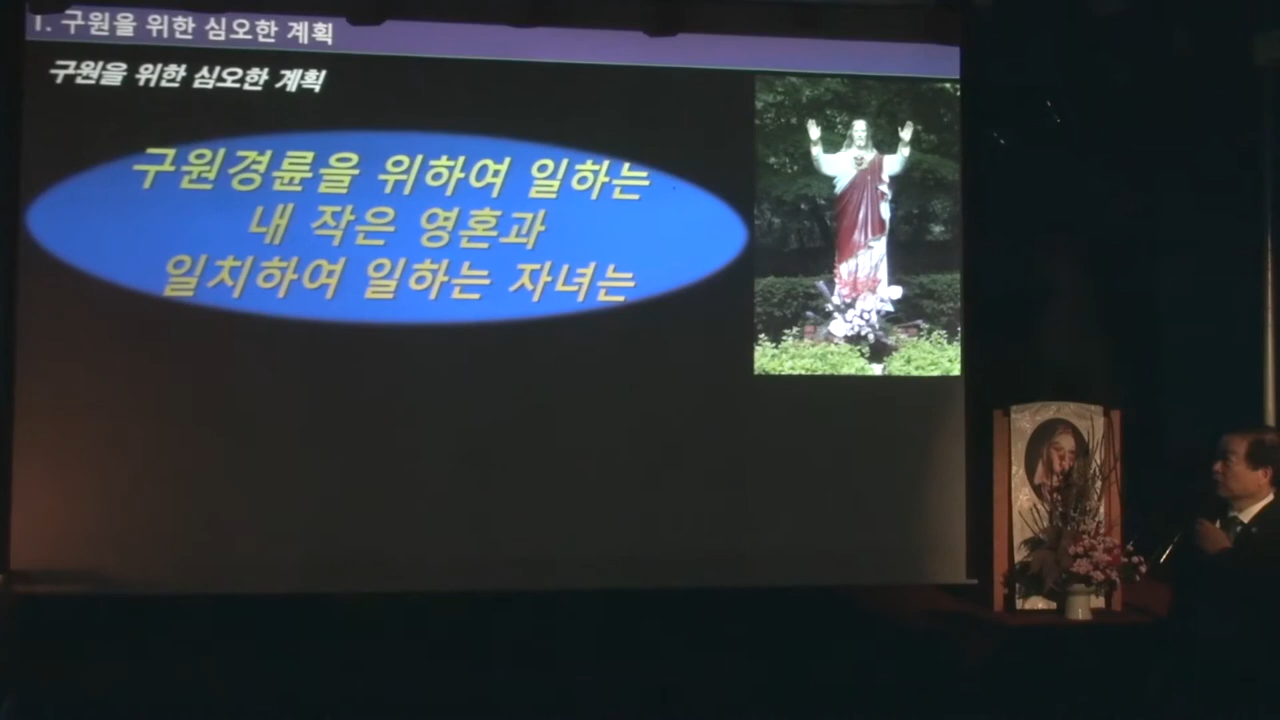 1. 구원을 위한 심오한 계획
구원을 위한 심오한 계획
구원경륜을 위하여 일하는
내 작은 영혼과
일치하여 일하는 자녀는